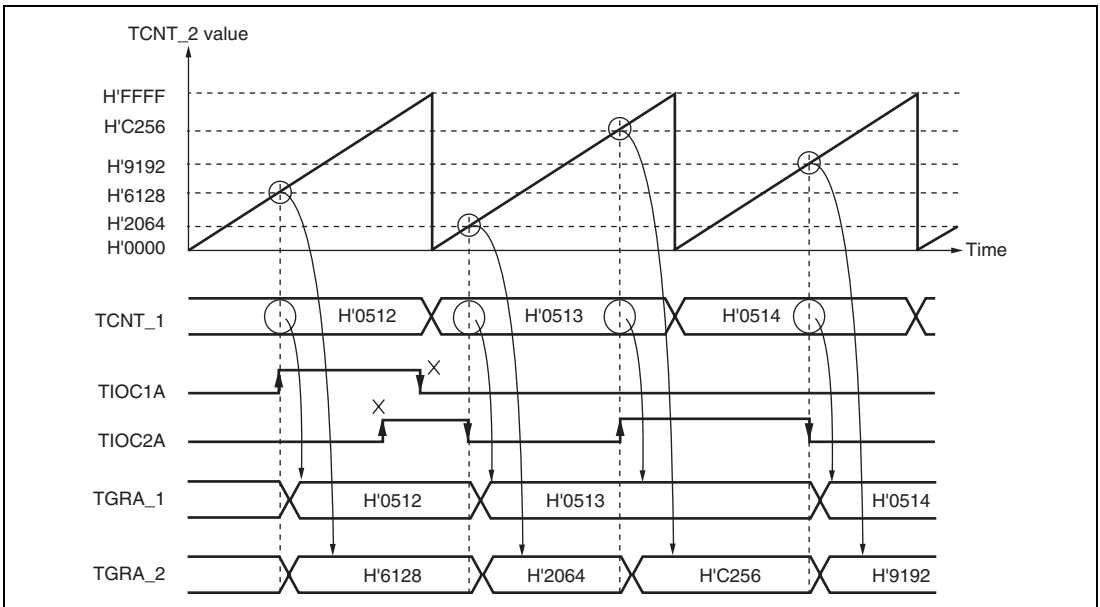 TCNT_2 value
H'FFFF
H'C256
H'9192
H'6128
H'2064
H'0000
Time
TCNT_1 H'0512 H'0513 H'0514
TIOC1A
TIOC2A
TGRA_1 H'0512 H'0513 H'0514
TGRA_2 H'6128 H'2064 H'C256 H'9192